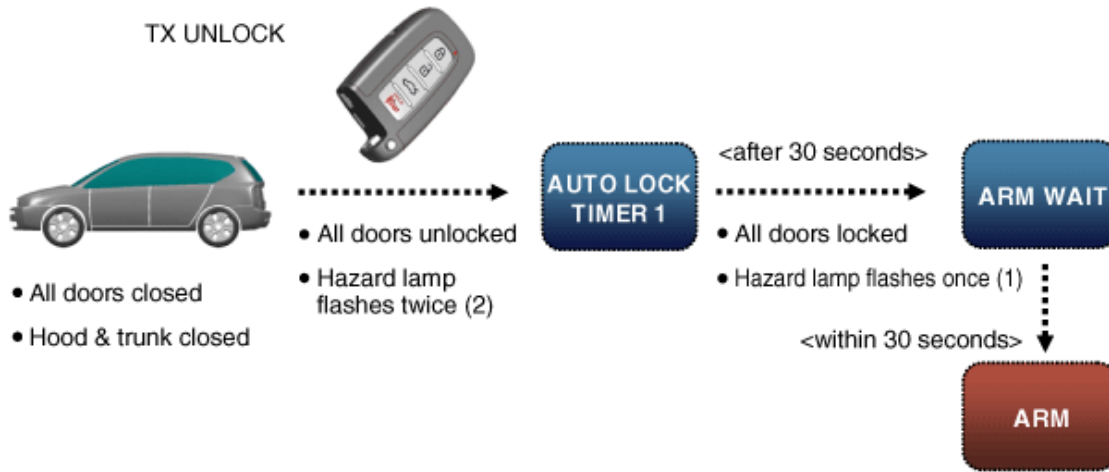 TX UNLOCK
• All doors closed
• Hood & trunk closed
• All doors unlocked
• Hazard lamp
flashes twice (2)
AUTO LOCK
TIMER 1
<after 30 seconds>
• All doors locked
• Hazard lamp flashes once (1)
ARM WAIT
<within 30 seconds>
ARM